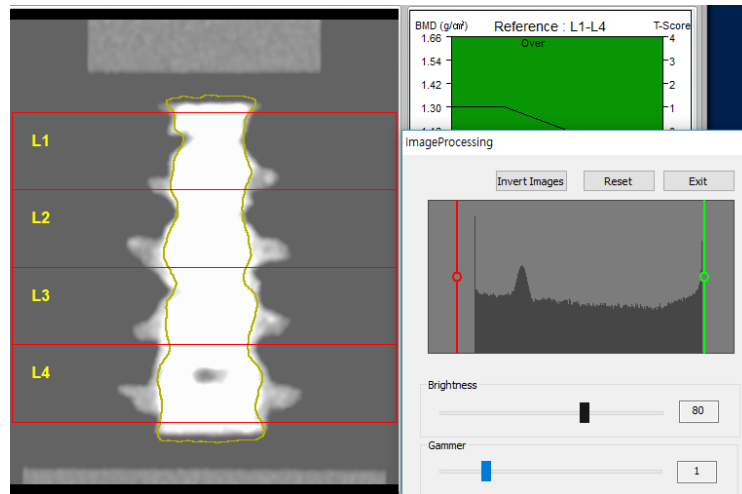 L1
L2
L3
L4
BMD (g/cm²) Reference : L1-L4 T-Score
Over
1.66
1.54
1.42
1.30
4
3
2
1
ImageProcessing
Invert Images Reset Exit
Brightness
80
Gammer
1